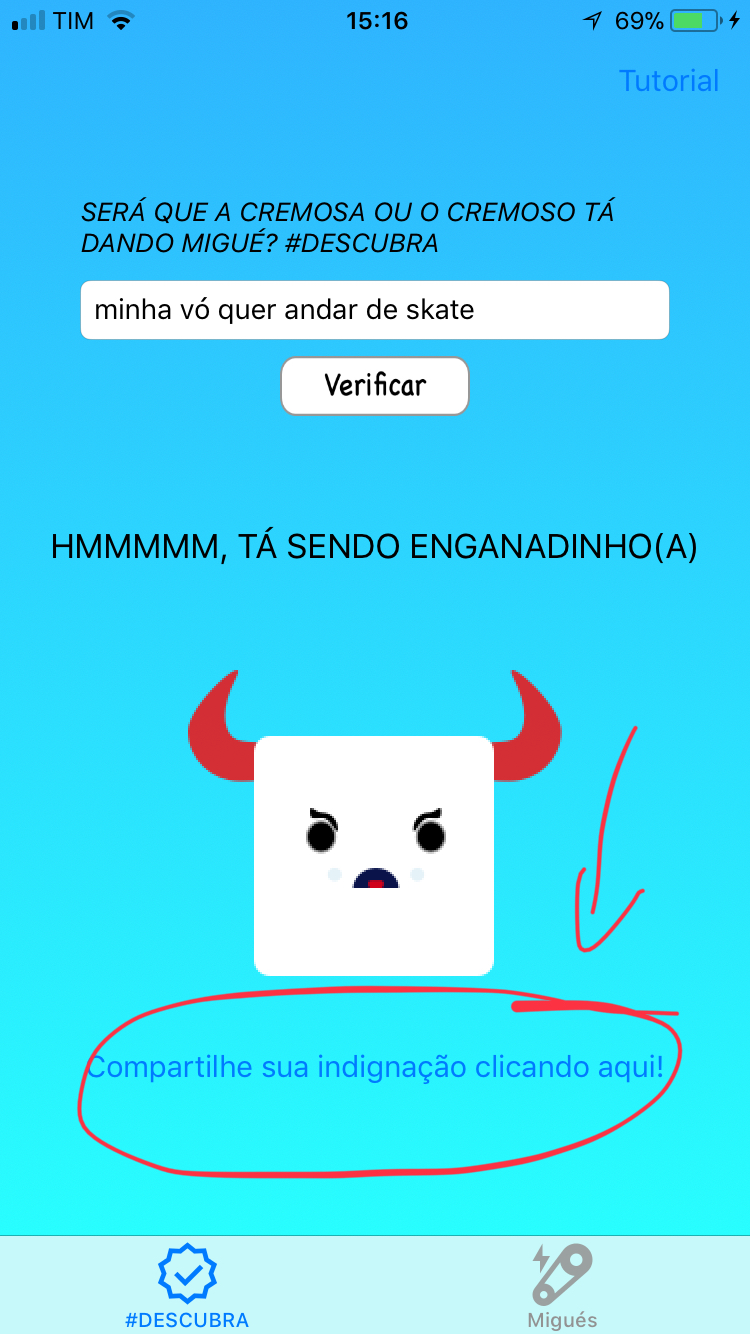 TIM 15:16 69%
Tutorial
SERÁ QUE A CREMOSA OU O CREMOSO TÁ
DANDO MIGUÉ? #DESCUBRA
minha vó quer andar de skate
Verificar
HMMMMM, TÁ SENDO ENGANADINHO(A)
Compartilhe sua indignação clicando aqui!
#DESCUBRA Migués